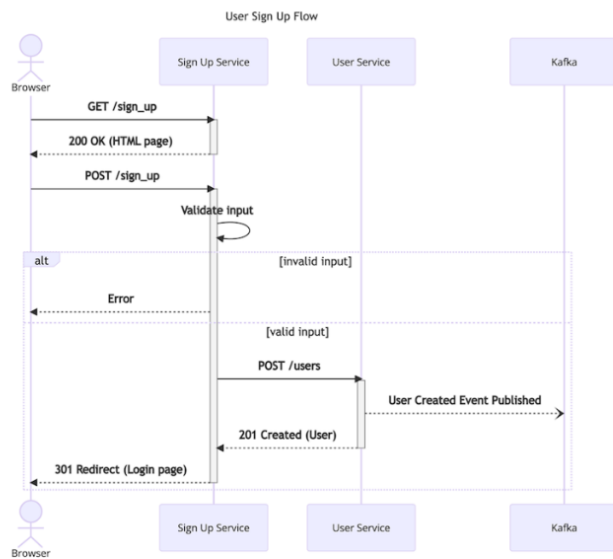 User Sign Up Flow
Browser
Sign Up Service
User Service
Kafka
GET /sign_up
200 OK (HTML page)
POST /sign_up
Validate input
alt
[invalid input]
Error
[valid input]
POST /users
User Created Event Published
201 Created (User)
301 Redirect (Login page)
Browser
Sign Up Service
User Service
Kafka